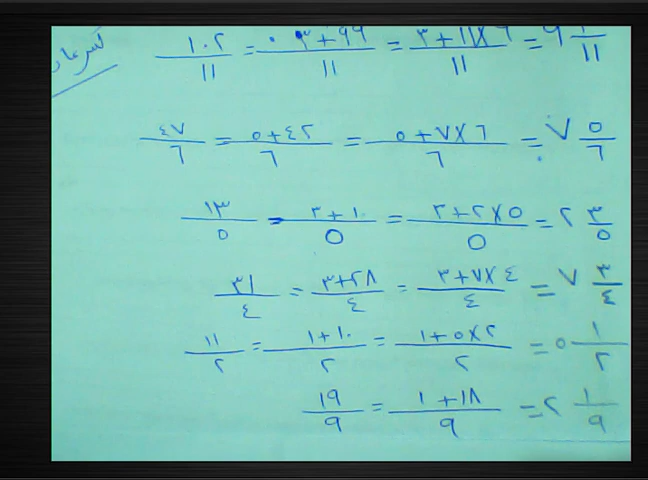 ٩ /١١ = ٣+١١×٩/١١ = ٣+٩٩/١١ = ١٠٢/١١ كسر
٧ ٥/٦ = ٥+٧×٦/٦ = ٥+٤٢/٦ = ٤٧/٦
٢ ٣/٥ = ٣+٢×٥/٥ = ٣+١٠/٥ = ١٣/٥
٧ ٣/٤ = ٣+٧×٤/٤ = ٣+٢٨/٤ = ٣١/٤
٥ ١/٢ = ١+٥×٢/٢ = ١+١٠/٢ = ١١/٢
٢ ١/٩ = ١+١٨/٩ = ١٩/٩